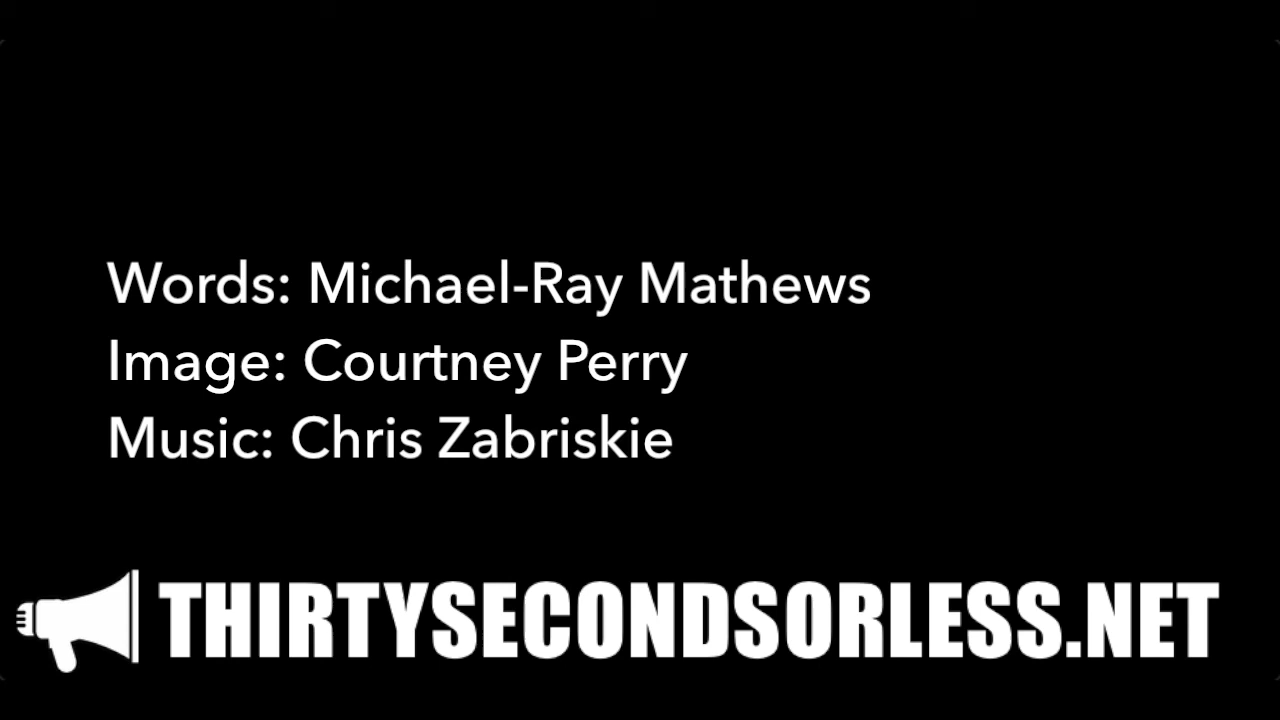 Words: Michael-Ray Mathews
Image: Courtney Perry
Music: Chris Zabriskie
THIRTYSECONDSORLESS.NET